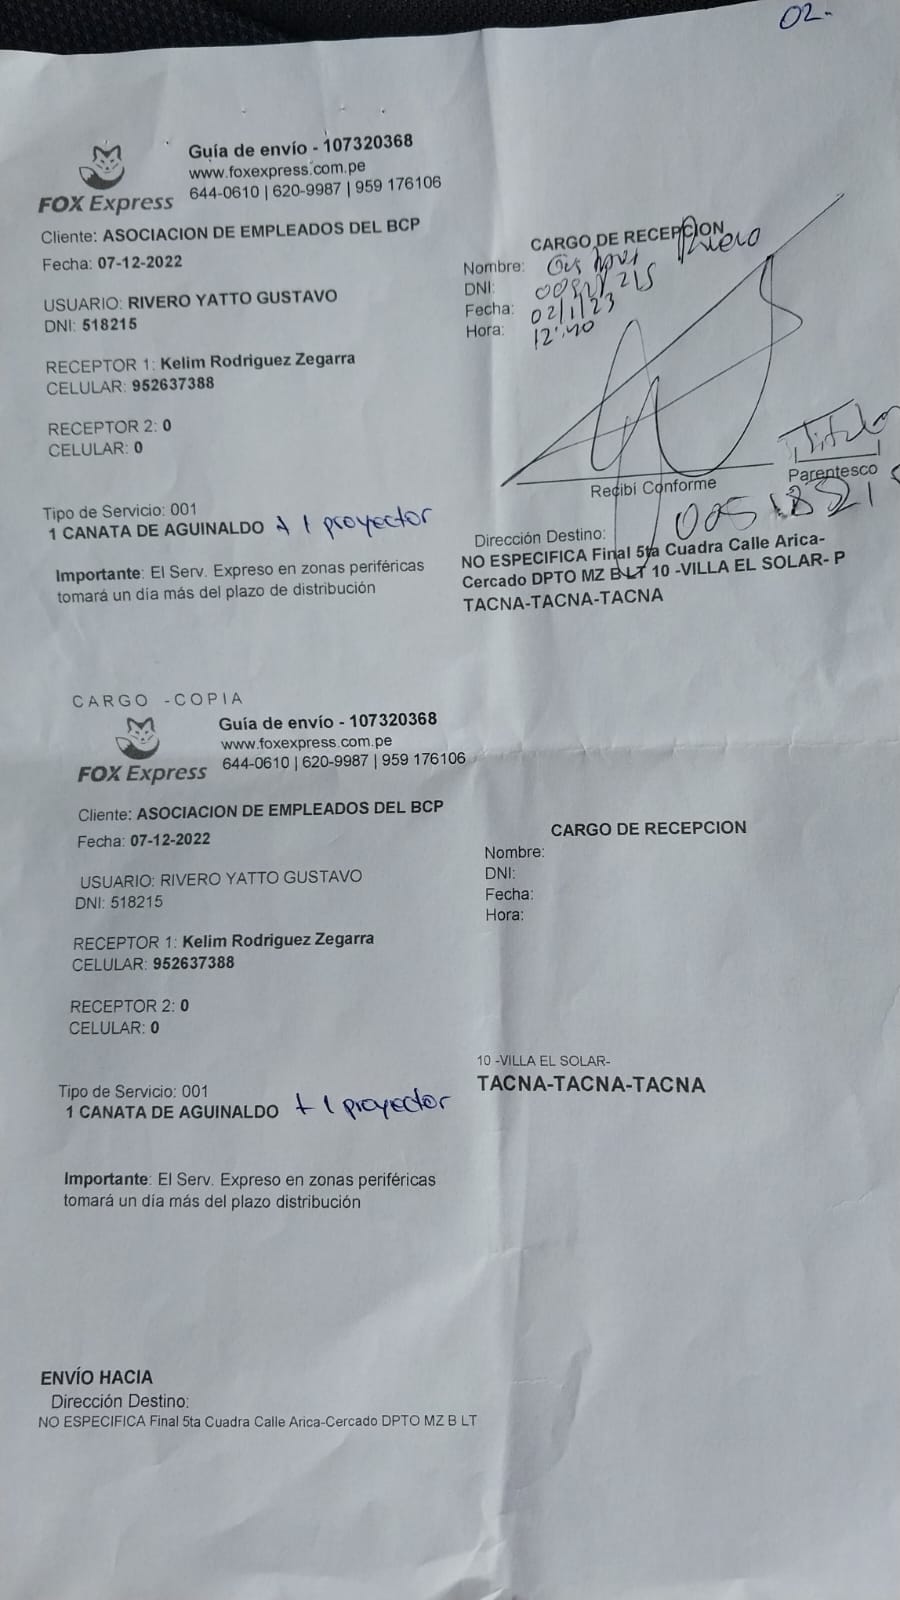 02-
Guía de envío - 107320368
www.foxexpress.com.pe
FOX Express
644-0610 | 620-9987 | 959 176106
Cliente: ASOCIACION DE EMPLEADOS DEL BCP
Fecha: 07-12-2022
USUARIO: RIVERO YATTO GUSTAVO
DNI: 518215
RECEPTOR 1: Kelim Rodriguez Zegarra
CELULAR: 952637388
RECEPTOR 2: 0
CELULAR: 0
Tipo de Servicio: 001
1 CANATA DE AGUINALDO + 1 proyector
Importante: El Serv. Expreso en zonas periféricas
tomará un día más del plazo de distribución
CARGO DE RECEPCION
Nombre: Rivero
DNI:
Fecha: 02/1/23
Hora: 12:40
Recibi Conforme
Titular
Parentesco
00518215
Dirección Destino:
NO ESPECIFICA Final 5ta Cuadra Calle Arica-
Cercado DPTO MZ B LT 10 -VILLA EL SOLAR- P
TACNA-TACNA-TACNA
CARGO -COPIA
Guía de envío - 107320368
www.foxexpress.com.pe
FOX Express
644-0610 | 620-9987 | 959 176106
Cliente: ASOCIACION DE EMPLEADOS DEL BCP
Fecha: 07-12-2022
USUARIO: RIVERO YATTO GUSTAVO
DNI: 518215
RECEPTOR 1: Kelim Rodriguez Zegarra
CELULAR: 952637388
RECEPTOR 2: 0
CELULAR: 0
Tipo de Servicio: 001
1 CANATA DE AGUINALDO + 1 proyector
Importante: El Serv. Expreso en zonas periféricas
tomará un día más del plazo distribución
CARGO DE RECEPCION
Nombre:
DNI:
Fecha:
Hora:
10 -VILLA EL SOLAR-
TACNA-TACNA-TACNA
ENVÍO HACIA
Dirección Destino:
NO ESPECIFICA Final 5ta Cuadra Calle Arica-Cercado DPTO MZ B LT